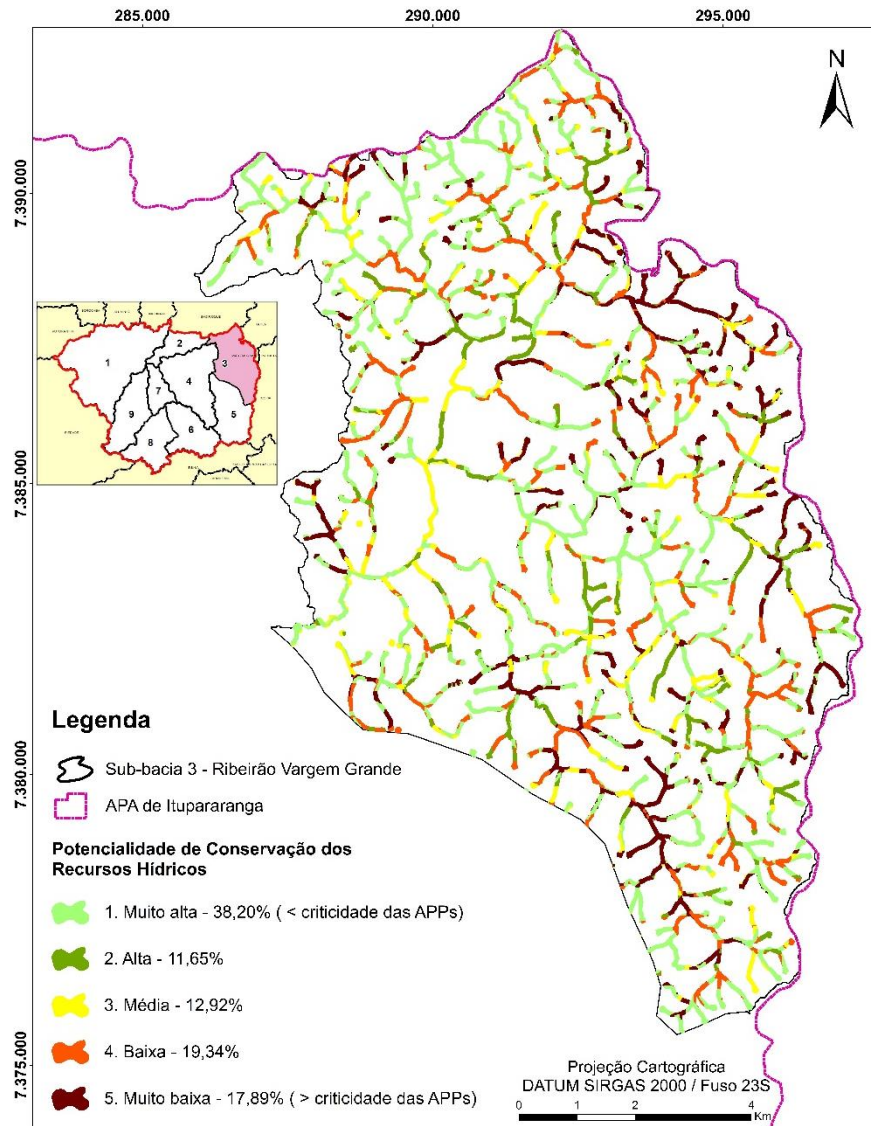 285.000
290.000
295.000
N
7.390.000
7.385.000
7.380.000
7.375.000
1
2
3
4
7
5
9
6
8
Legenda
Sub-bacia 3 - Ribeirão Vargem Grande
APA de Itupararanga
Potencialidade de Conservação dos
Recursos Hídricos
1. Muito alta - 38,20% ( < criticidade das APPs)
2. Alta - 11,65%
3. Média - 12,92%
4. Baixa - 19,34%
5. Muito baixa - 17,89% ( > criticidade das APPs)
Projeção Cartográfica
DATUM SIRGAS 2000 / Fuso 23S
0 1 2 4
Km